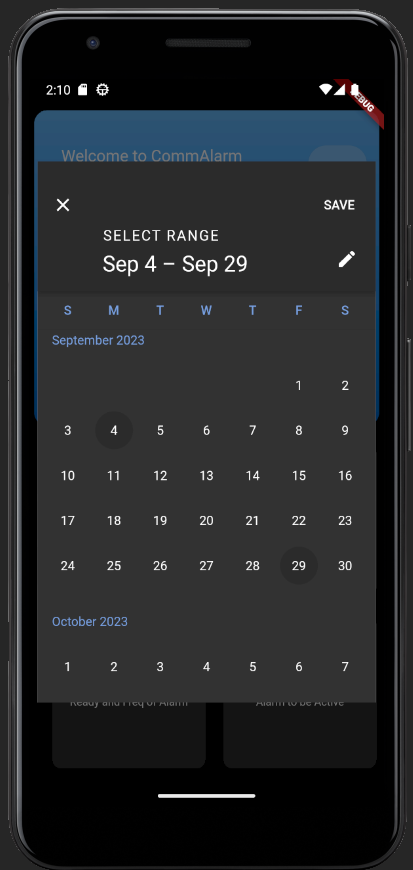 2:10
DEBUG
Welcome to CommAlarm
SAVE
SELECT RANGE
Sep 4 – Sep 29
S M T W T F S
September 2023
1 2
3 4 5 6 7 8 9
10 11 12 13 14 15 16
17 18 19 20 21 22 23
24 25 26 27 28 29 30
October 2023
1 2 3 4 5 6 7
Ready and Freq of Alarm Alarm to be Active